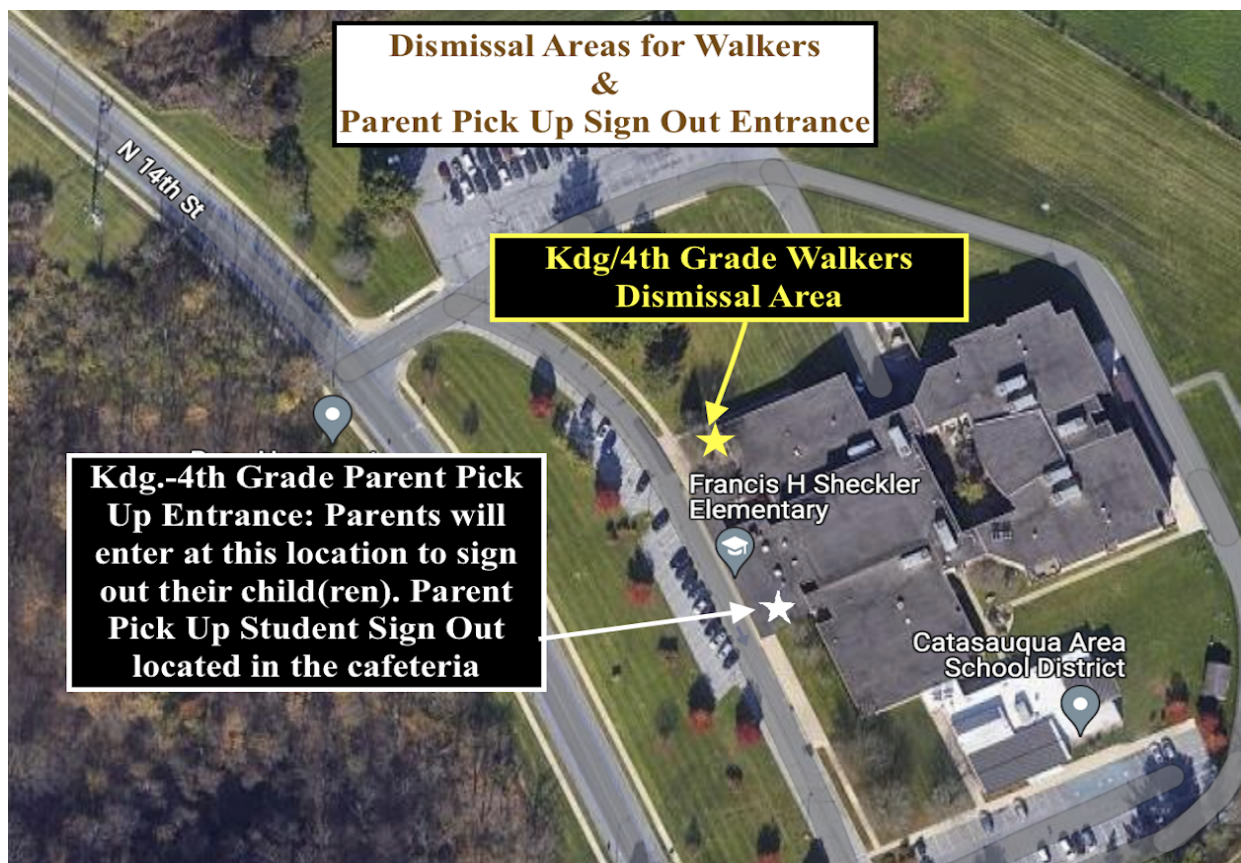 Dismissal Areas for Walkers
&
Parent Pick Up Sign Out Entrance
N 14th St
Kdg/4th Grade Walkers
Dismissal Area
Kdg.-4th Grade Parent Pick
Up Entrance: Parents will
enter at this location to sign
out their child(ren). Parent
Pick Up Student Sign Out
located in the cafeteria
Francis H Sheckler
Elementary
Catasauqua Area
School District